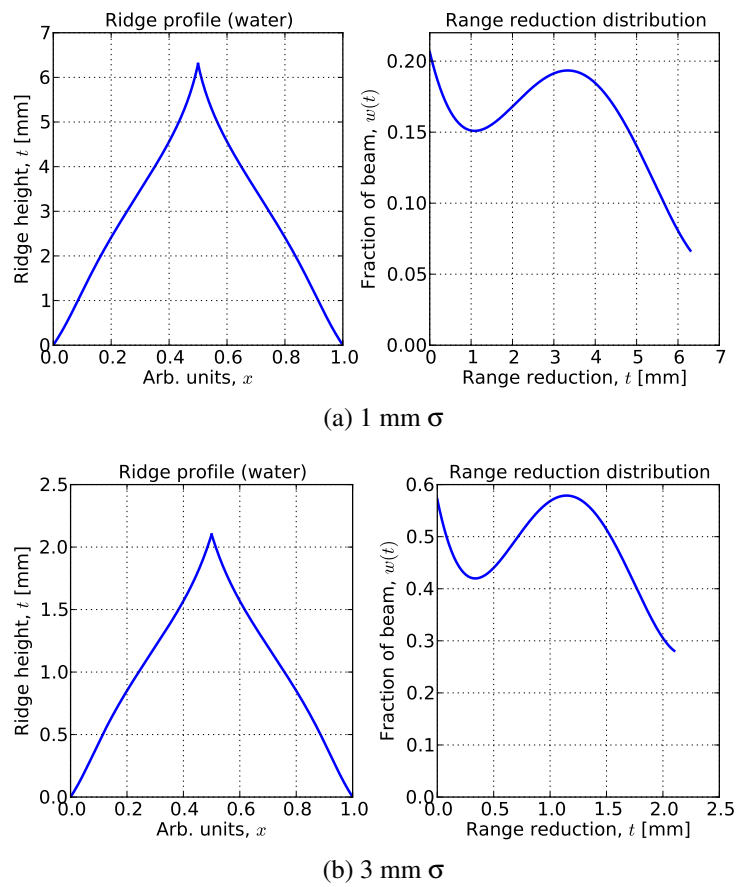 Ridge profile (water)
Range reduction distribution
7
6
5
4
3
2
1
0
Ridge height, t [mm]
0.0 0.2 0.4 0.6 0.8 1.0
Arb. units, x
0.20
0.15
0.10
0.05
0.00
Fraction of beam, w(t)
0 1 2 3 4 5 6 7
Range reduction, t [mm]
(a) 1 mm σ
Ridge profile (water)
Range reduction distribution
2.5
2.0
1.5
1.0
0.5
0.0
Ridge height, t [mm]
0.0 0.2 0.4 0.6 0.8 1.0
Arb. units, x
0.6
0.5
0.4
0.3
0.2
0.1
0.0
Fraction of beam, w(t)
0.0 0.5 1.0 1.5 2.0 2.5
Range reduction, t [mm]
(b) 3 mm σ